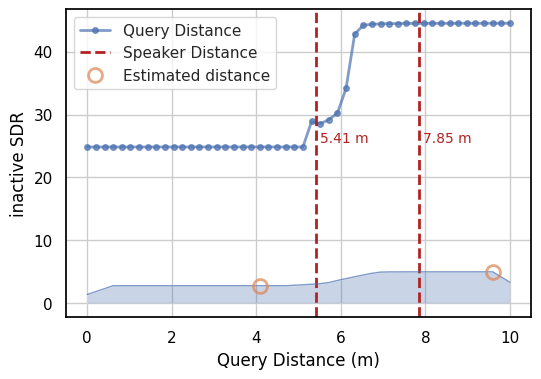 Query Distance
Speaker Distance
Estimated distance
inactive SDR
40
30
20
10
0
5.41 m
7.85 m
0
2
4
6
8
10
Query Distance (m)